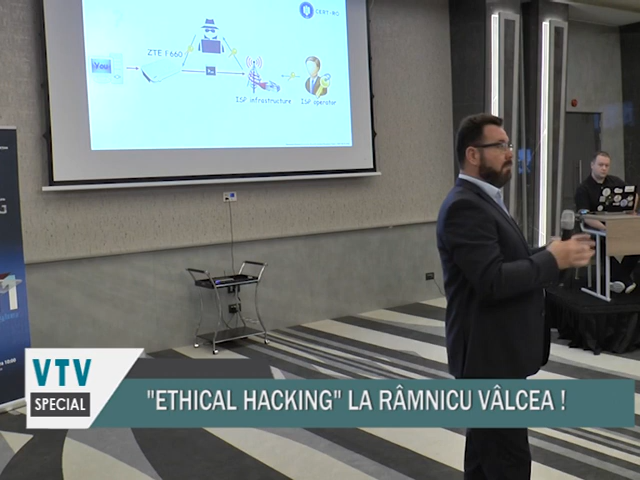 CERT-RO
ZTE F660
You
ISP infrastructure
ISP operator
G
VTV
SPECIAL
"ETHICAL HACKING" LA RÂMNICU VÂLCEA !